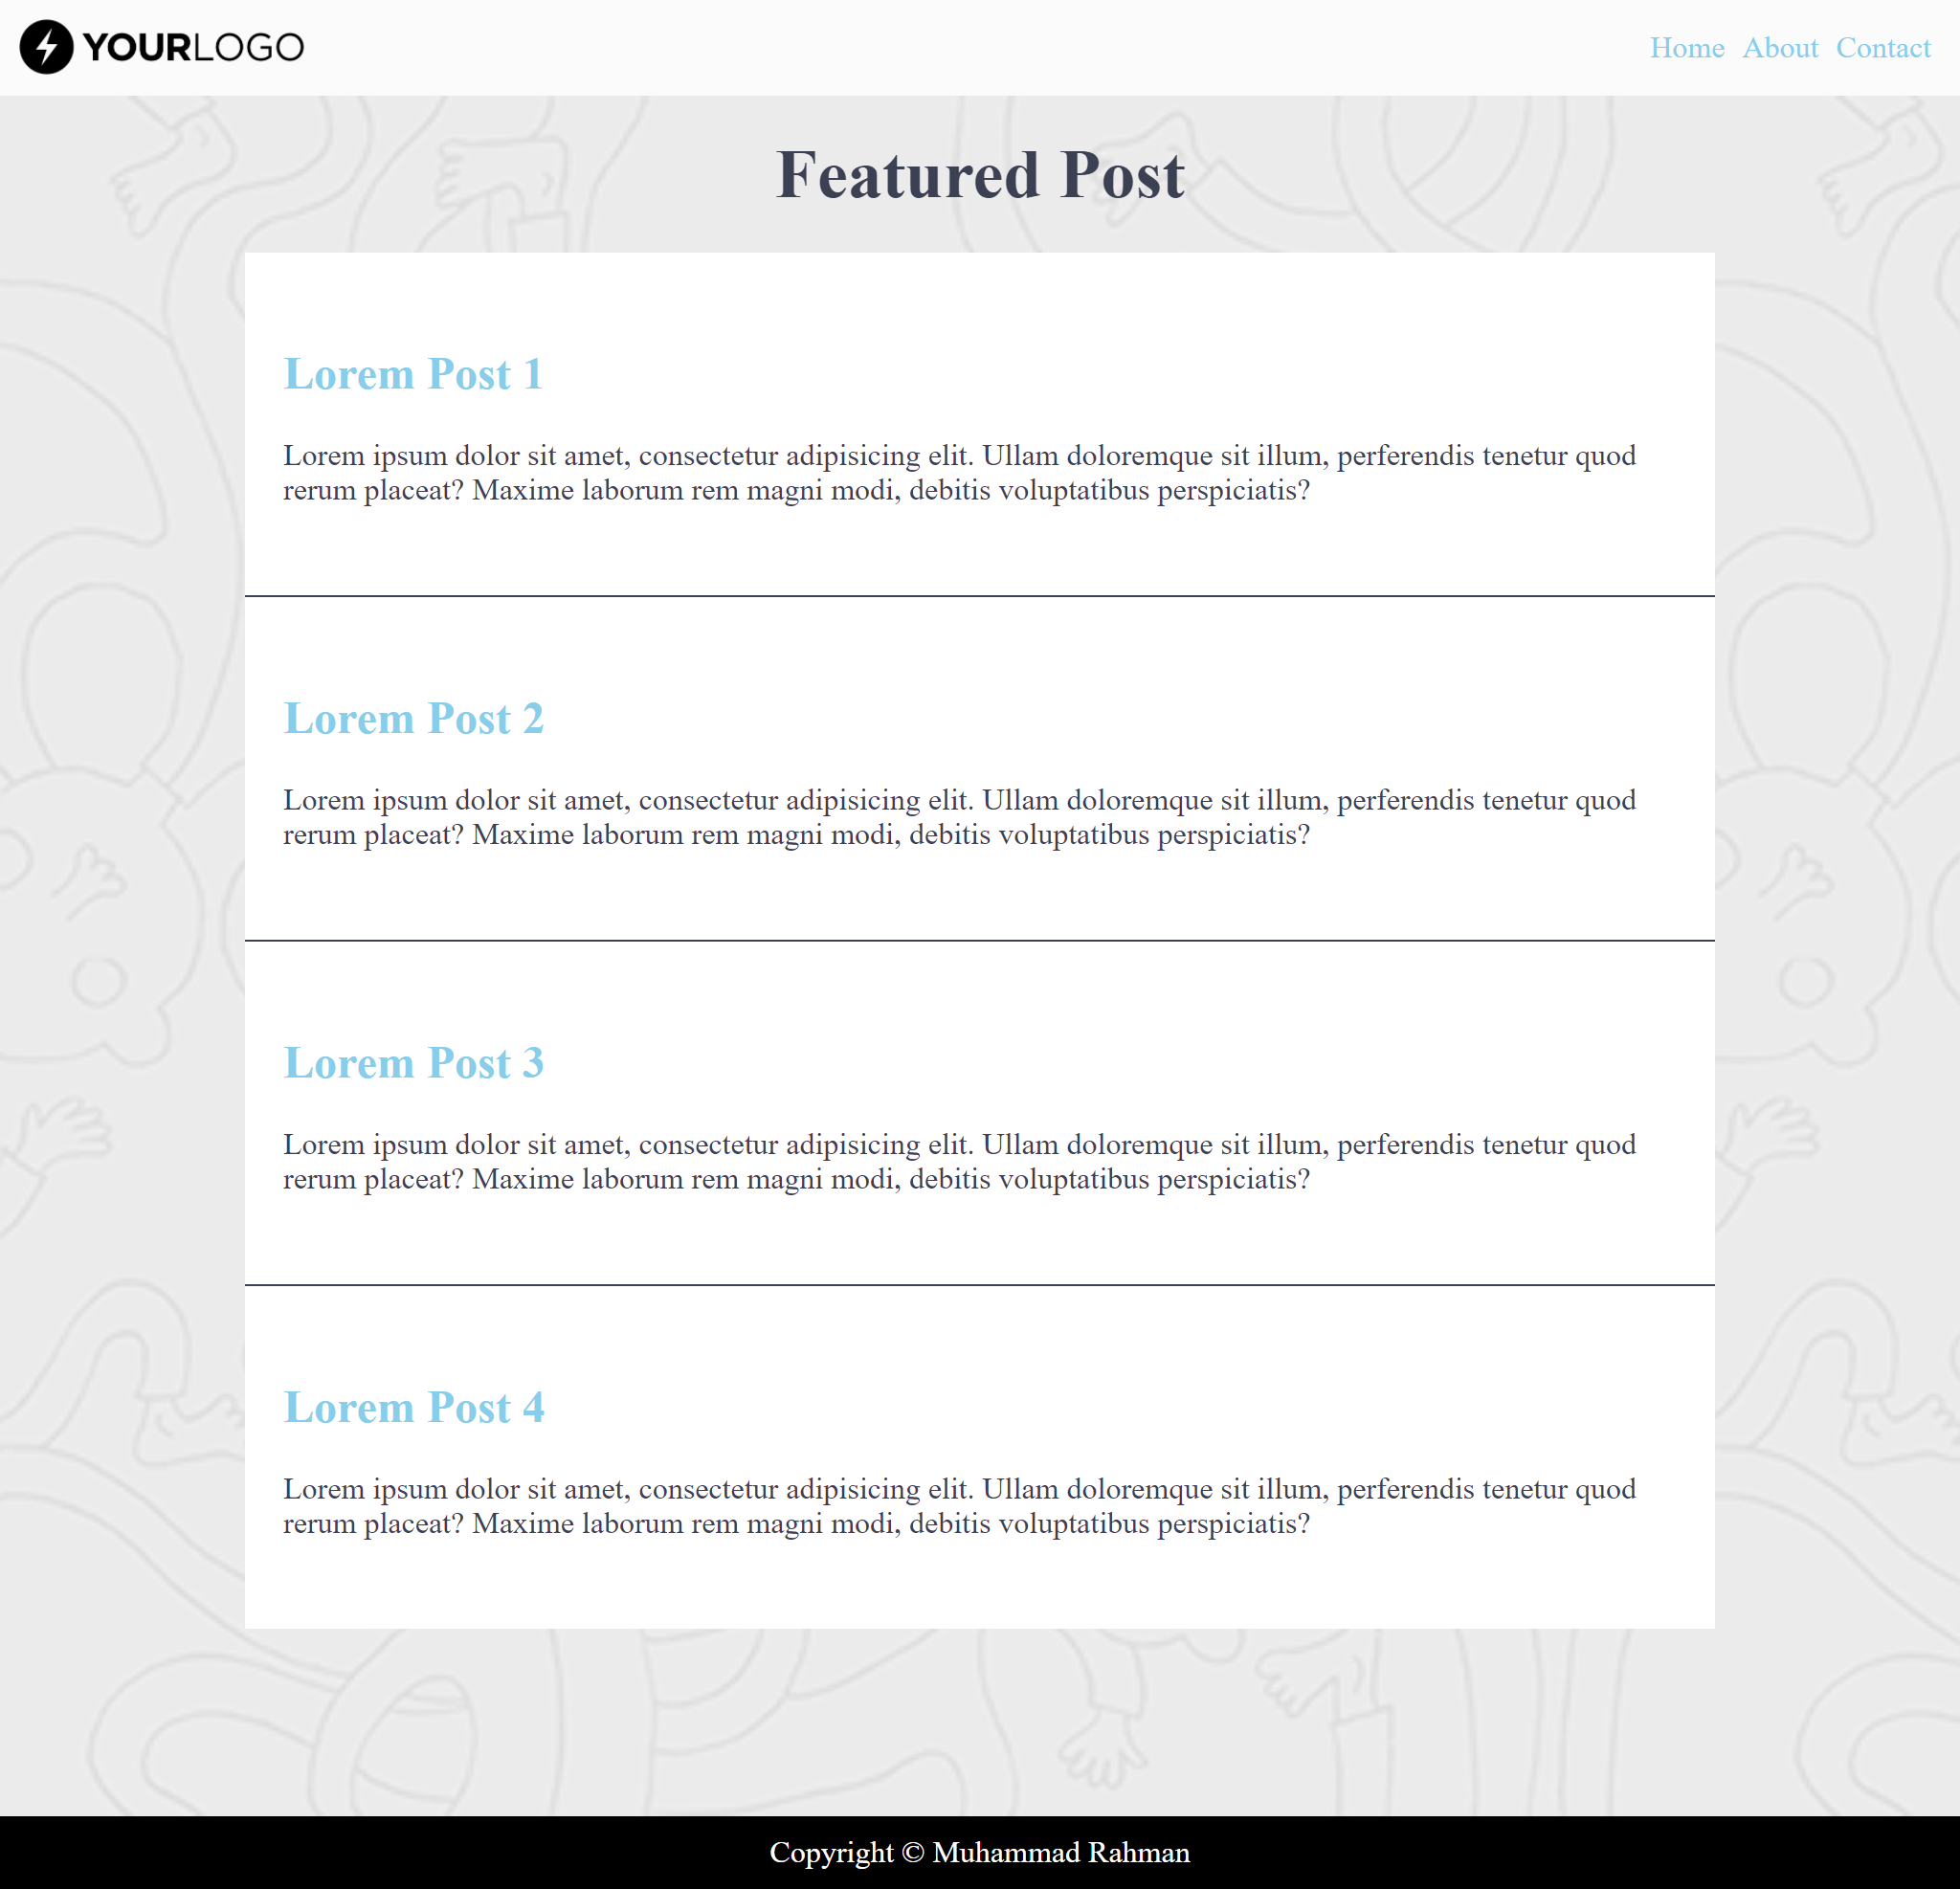 YOURLOGO
Home About Contact
Featured Post
Lorem Post 1
Lorem ipsum dolor sit amet, consectetur adipisicing elit. Ullam doloremque sit illum, perferendis tenetur quod
rerum placeat? Maxime laborum rem magni modi, debitis voluptatibus perspiciatis?
Lorem Post 2
Lorem ipsum dolor sit amet, consectetur adipisicing elit. Ullam doloremque sit illum, perferendis tenetur quod
rerum placeat? Maxime laborum rem magni modi, debitis voluptatibus perspiciatis?
Lorem Post 3
Lorem ipsum dolor sit amet, consectetur adipisicing elit. Ullam doloremque sit illum, perferendis tenetur quod
rerum placeat? Maxime laborum rem magni modi, debitis voluptatibus perspiciatis?
Lorem Post 4
Lorem ipsum dolor sit amet, consectetur adipisicing elit. Ullam doloremque sit illum, perferendis tenetur quod
rerum placeat? Maxime laborum rem magni modi, debitis voluptatibus perspiciatis?
Copyright © Muhammad Rahman